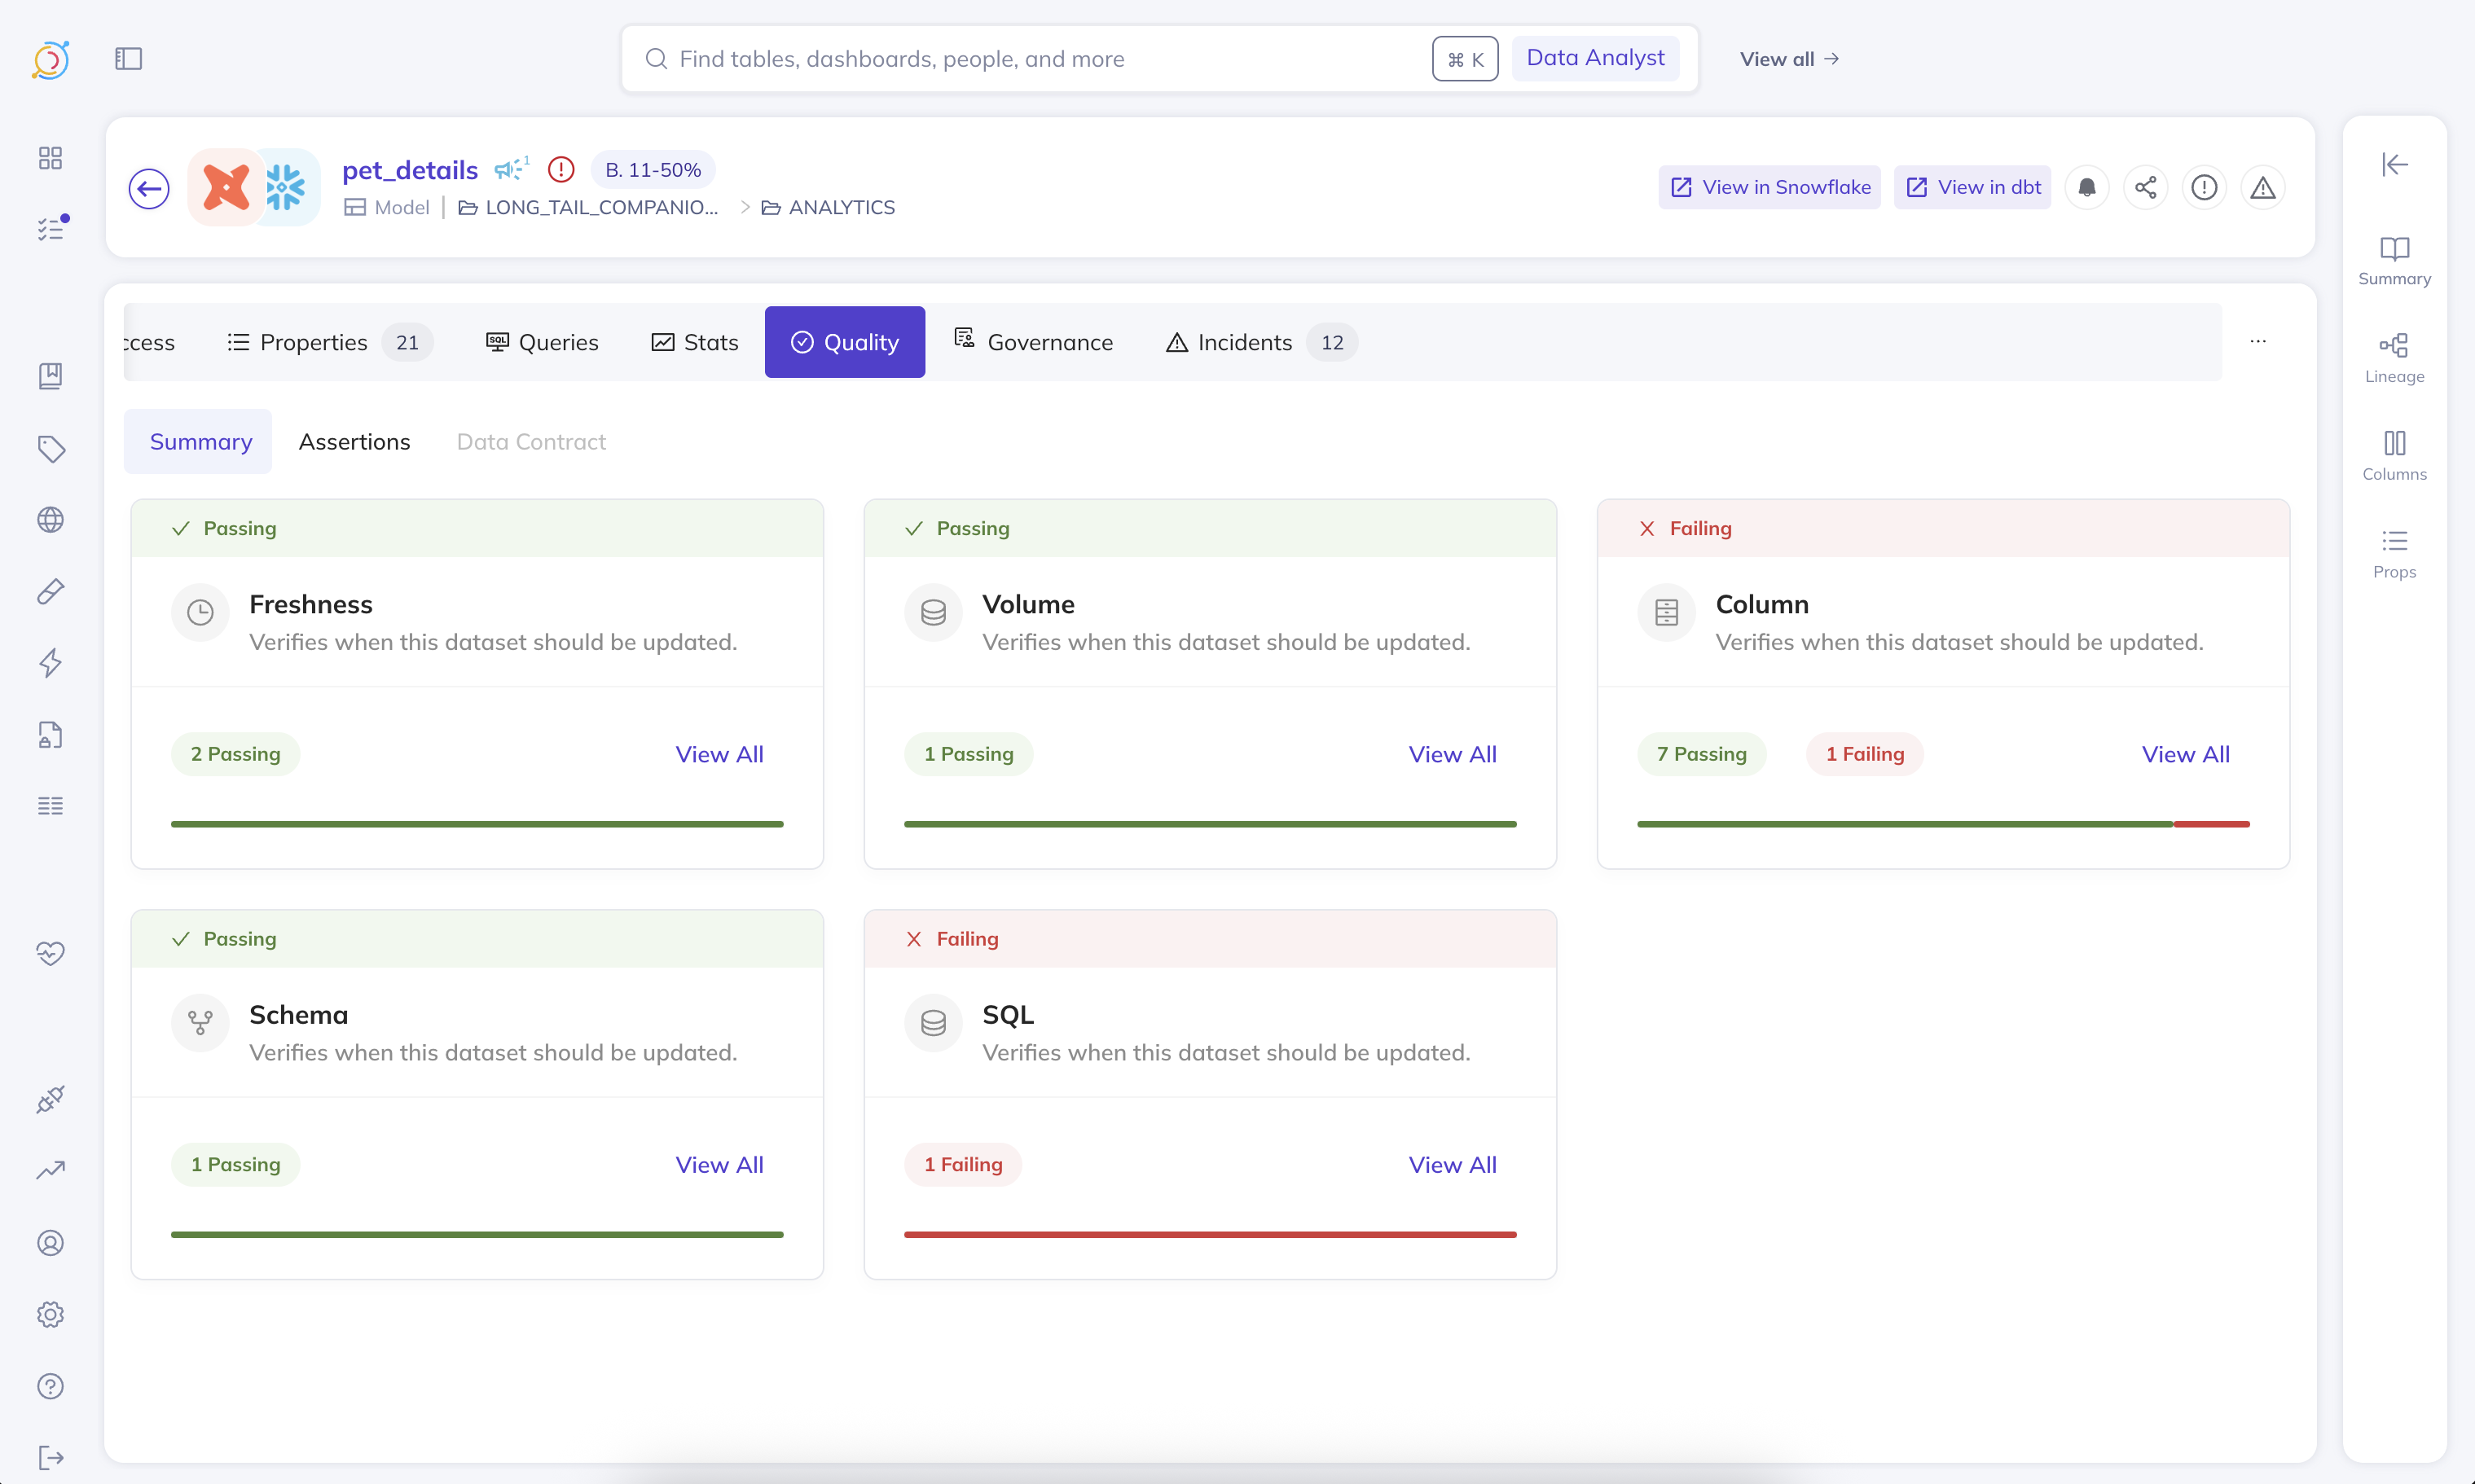 Find tables, dashboards, people, and more
⌘ K
Data Analyst
View all
pet_details
1
B. 11-50%
Model
LONG_TAIL_COMPANIO...
ANALYTICS
View in Snowflake
View in dbt
ccess
Properties 21
Queries
Stats
Quality
Governance
Incidents 12
...
Summary
Assertions
Data Contract
Passing
Freshness
Verifies when this dataset should be updated.
2 Passing
View All
Passing
Volume
Verifies when this dataset should be updated.
1 Passing
View All
Failing
Column
Verifies when this dataset should be updated.
7 Passing
1 Failing
View All
Passing
Schema
Verifies when this dataset should be updated.
1 Passing
View All
Failing
SQL
Verifies when this dataset should be updated.
1 Failing
View All
Summary
Lineage
Columns
Props